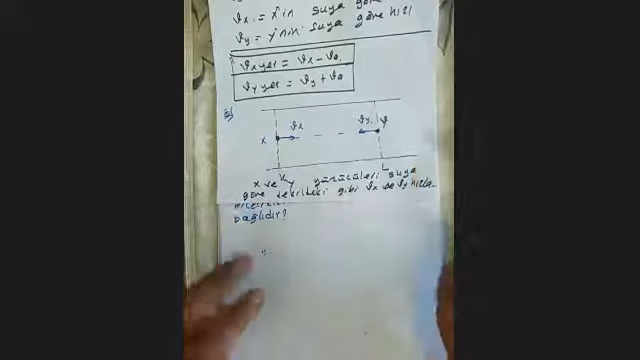 ϑx = x'in suya göre
ϑy = y'nin suya göre hızı
ϑx yer = ϑx - ϑa
ϑy yer = ϑy + ϑa
x ϑx ϑy y
K L
x ve y yüzücüleri suya
göre şekildeki gibi ϑx ve ϑy
bağlıdır?